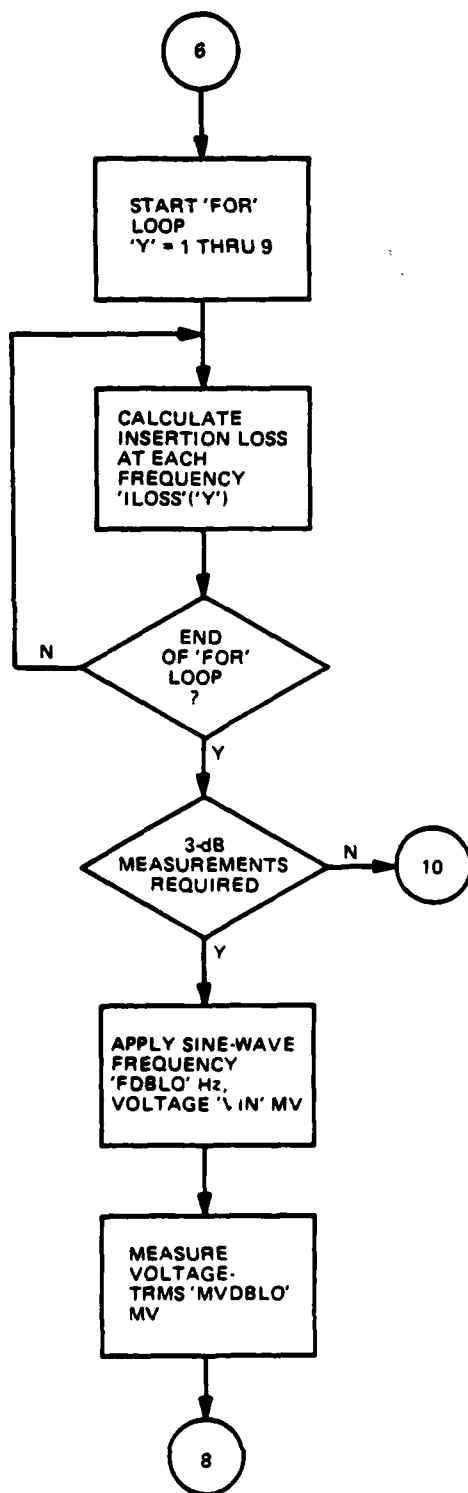 6
START 'FOR'
LOOP
'Y' = 1 THRU 9
CALCULATE
INSERTION LOSS
AT EACH
FREQUENCY
'ILOSS'('Y')
END
OF 'FOR'
LOOP
?
N
Y
3-dB
MEASUREMENTS
REQUIRED
N
10
Y
APPLY SINE-WAVE
FREQUENCY
'FDBLO' Hz,
VOLTAGE 'VIN' MV
MEASURE
VOLTAGE-
TRMS 'MVDBLO'
MV
8